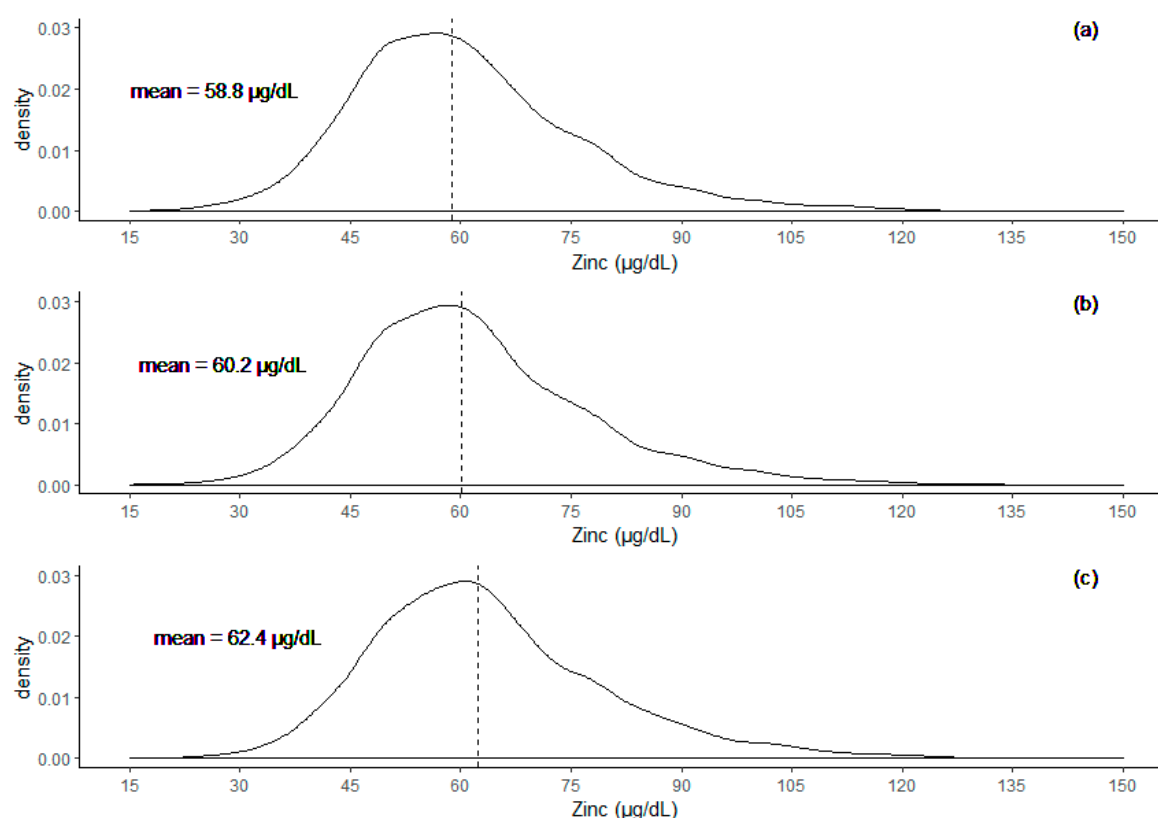 (a)
0.03
0.02
0.01
0.00
density
mean = 58.8 µg/dL
15 30 45 60 75 90 105 120 135 150
Zinc (µg/dL)
(b)
0.03
0.02
0.01
0.00
density
mean = 60.2 µg/dL
15 30 45 60 75 90 105 120 135 150
Zinc (µg/dL)
(c)
0.03
0.02
0.01
0.00
density
mean = 62.4 µg/dL
15 30 45 60 75 90 105 120 135 150
Zinc (µg/dL)